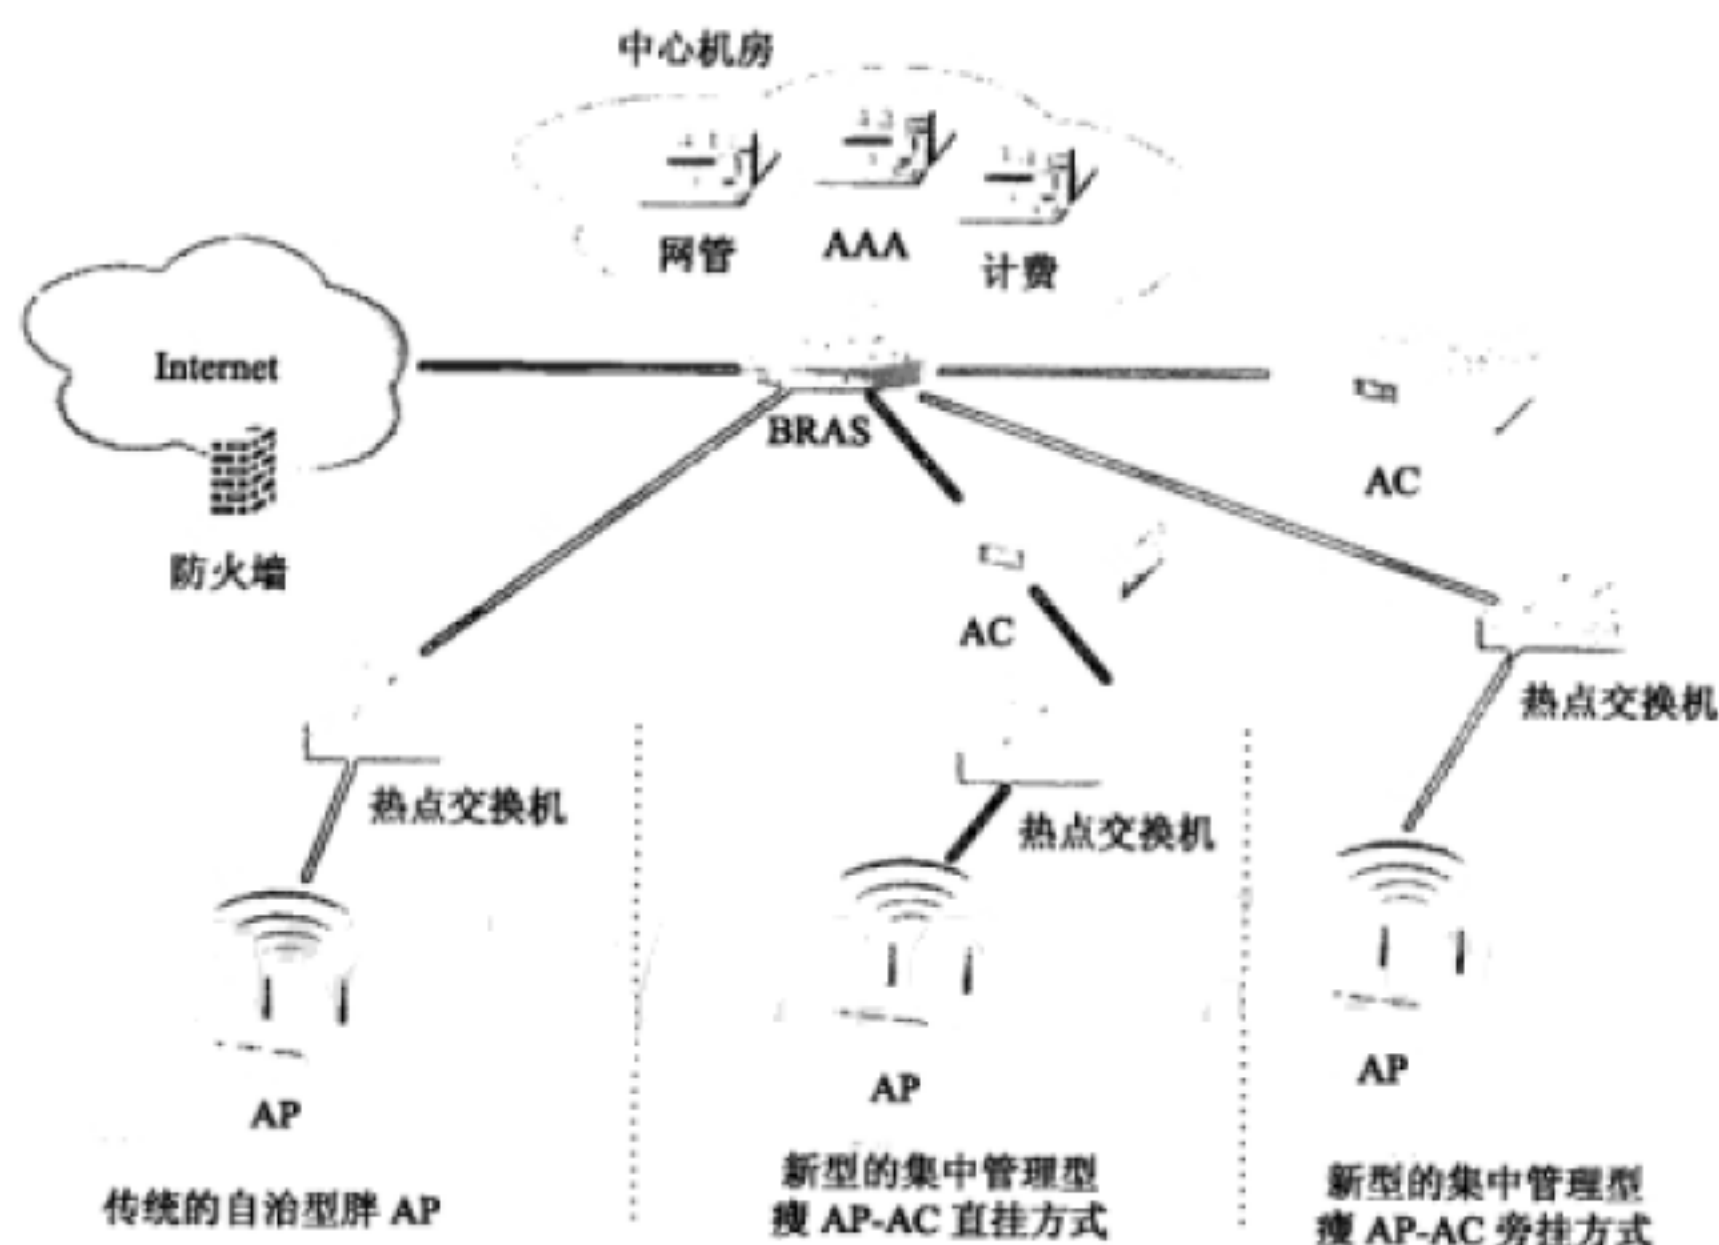 中心机房
网管
AAA
计费
Internet
BRAS
防火墙
AC
AC
热点交换机
热点交换机
热点交换机
AP
AP
AP
传统的自治型胖 AP
新型的集中管理型
瘦 AP-AC 直挂方式
新型的集中管理型
瘦 AP-AC 旁挂方式